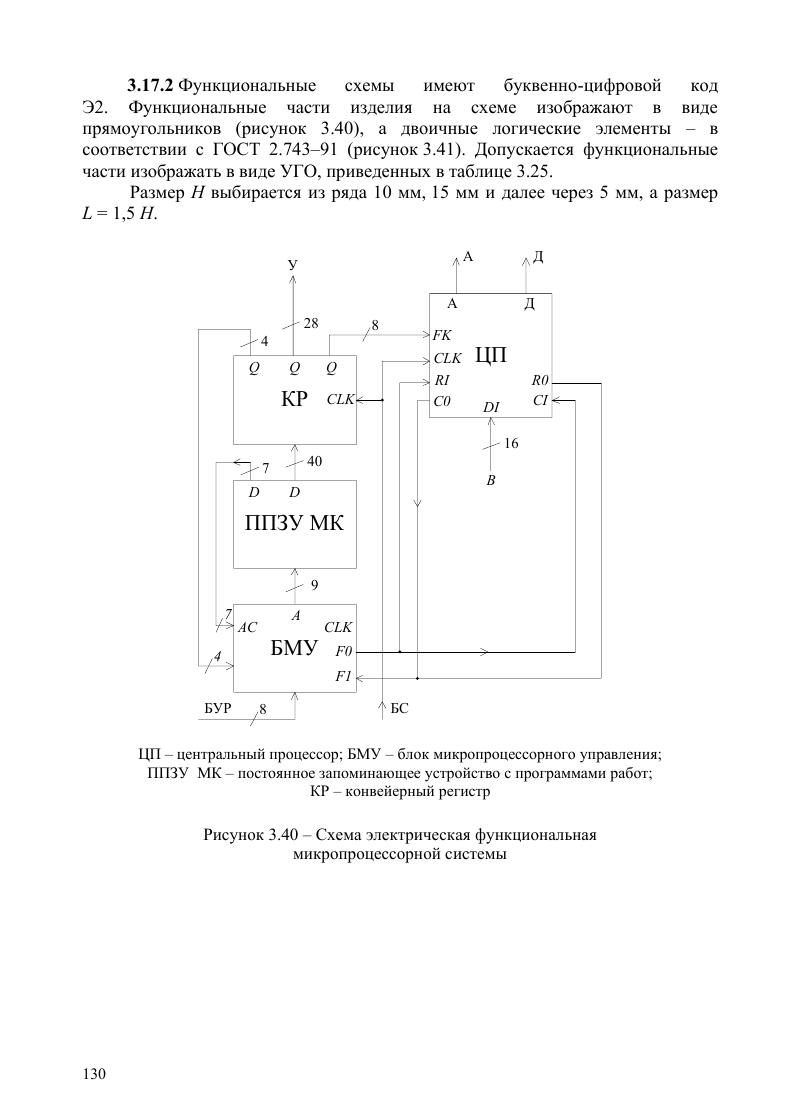 3.17.2 Функциональные схемы имеют буквенно-цифровой код
Э2. Функциональные части изделия на схеме изображают в виде
прямоугольников (рисунок 3.40), а двоичные логические элементы – в
соответствии с ГОСТ 2.743–91 (рисунок 3.41). Допускается функциональные
части изображать в виде УГО, приведенных в таблице 3.25.
Размер H выбирается из ряда 10 мм, 15 мм и далее через 5 мм, а размер
L = 1,5 H.
А Д
У
А Д
28 8
4 FK
Q Q Q CLK ЦП
RI R0
КР CLK C0 DI CI
16
7 40
B
D D
ППЗУ МК
9
7 A
AC CLK
БМУ F0
4
F1
БУР 8 БС
ЦП – центральный процессор; БМУ – блок микропроцессорного управления;
ППЗУ МК – постоянное запоминающее устройство с программами работ;
КР – конвейерный регистр
Рисунок 3.40 – Схема электрическая функциональная
микропроцессорной системы
130